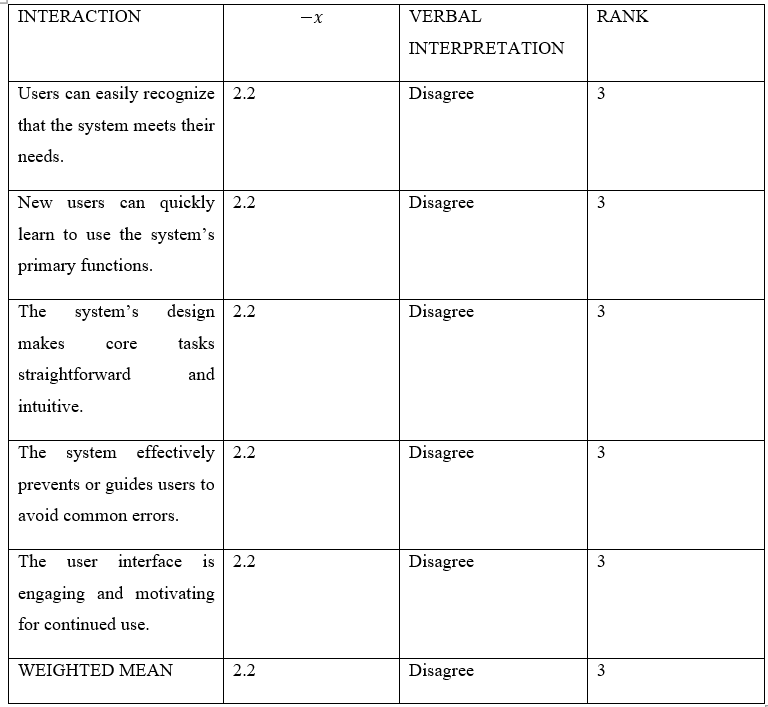 INTERACTION
−x
VERBAL
INTERPRETATION
RANK
Users can easily recognize
that the system meets their
needs.
2.2
Disagree
3
New users can quickly
learn to use the system’s
primary functions.
2.2
Disagree
3
The system’s design
makes core tasks
straightforward and
intuitive.
2.2
Disagree
3
The system effectively
prevents or guides users to
avoid common errors.
2.2
Disagree
3
The user interface is
engaging and motivating
for continued use.
2.2
Disagree
3
WEIGHTED MEAN
2.2
Disagree
3